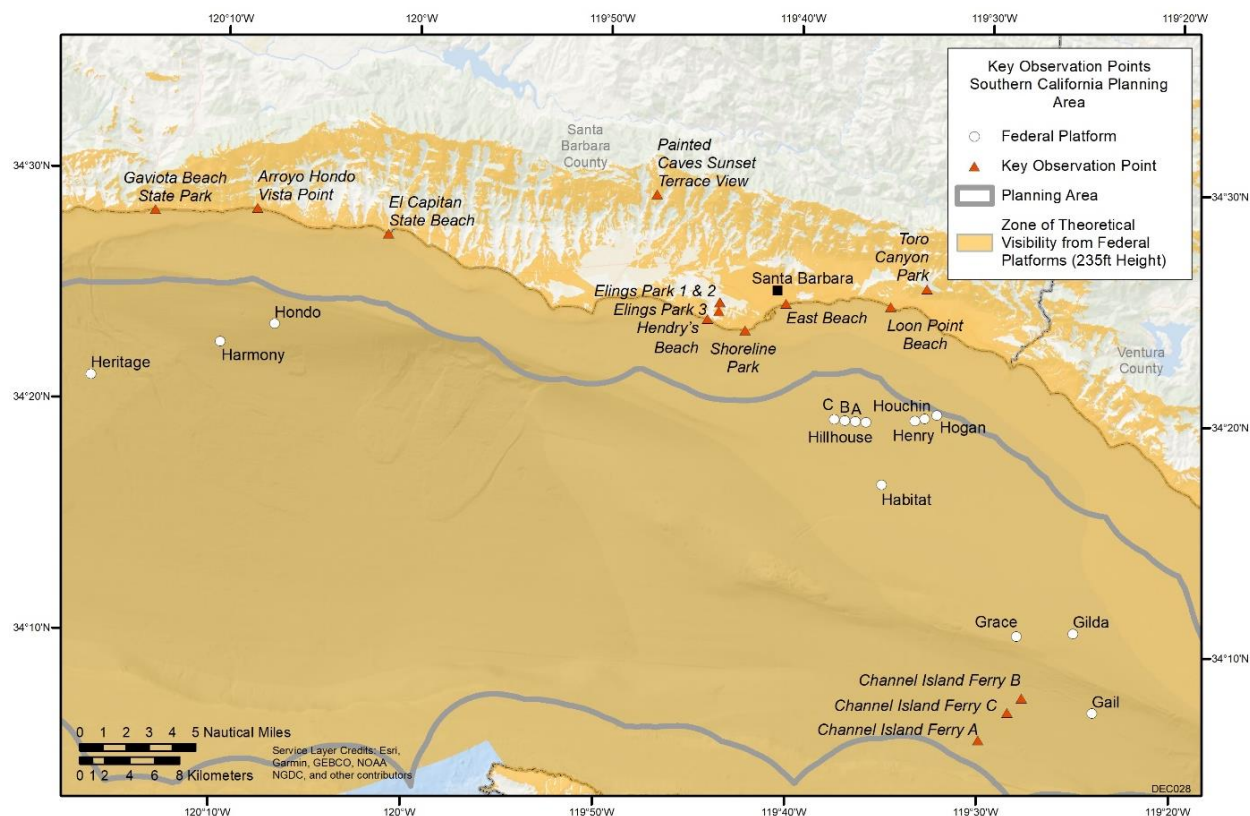 120°10'W
120°W
119°50'W
119°40'W
119°30'W
119°20'W
Key Observation Points
Southern California Planning
Area
Federal Platform
Key Observation Point
Planning Area
Zone of Theoretical
Visibility from Federal
Platforms (235ft Height)
Santa
Barbara
County
Painted
Caves Sunset
Terrace View
34°30'N
34°30'N
Gaviota Beach
State Park
Arroyo Hondo
Vista Point
El Capitan
State Beach
Toro
Canyon
Park
Santa Barbara
Elings Park 1 & 2
Elings Park 3
Hendry's
Beach
Shoreline
Park
East Beach
Loon Point
Beach
Ventura
County
Hondo
Harmony
Heritage
34°20'N
34°20'N
C
B
A
Hillhouse
Houchin
Henry
Hogan
Habitat
34°10'N
34°10'N
Grace
Gilda
Gail
Channel Island Ferry B
Channel Island Ferry C
Channel Island Ferry A
0 1 2 3 4 5 Nautical Miles
0 1 2 4 6 8 Kilometers
Service Layer Credits: Esri,
Garmin, GEBCO, NOAA
NGDC, and other contributors
DEC028
120°10'W
120°W
119°50'W
119°40'W
119°30'W
119°20'W